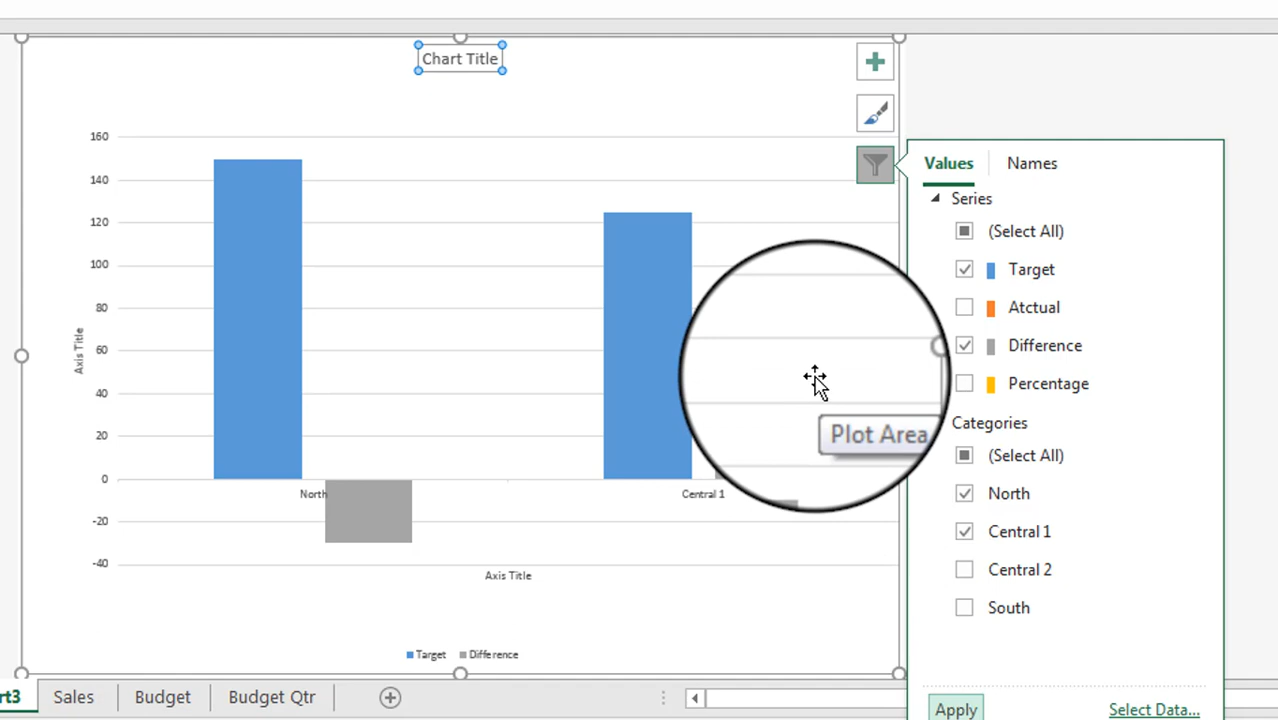 Chart Title
160
140
120
100
80
60
40
20
0
-20
-40
Axis Title
North
Central 1
Axis Title
Target
Difference
Plot Area
Values
Names
Series
(Select All)
Target
Atctual
Difference
Percentage
Categories
(Select All)
North
Central 1
Central 2
South
Apply
Select Data...
rt3
Sales
Budget
Budget Qtr